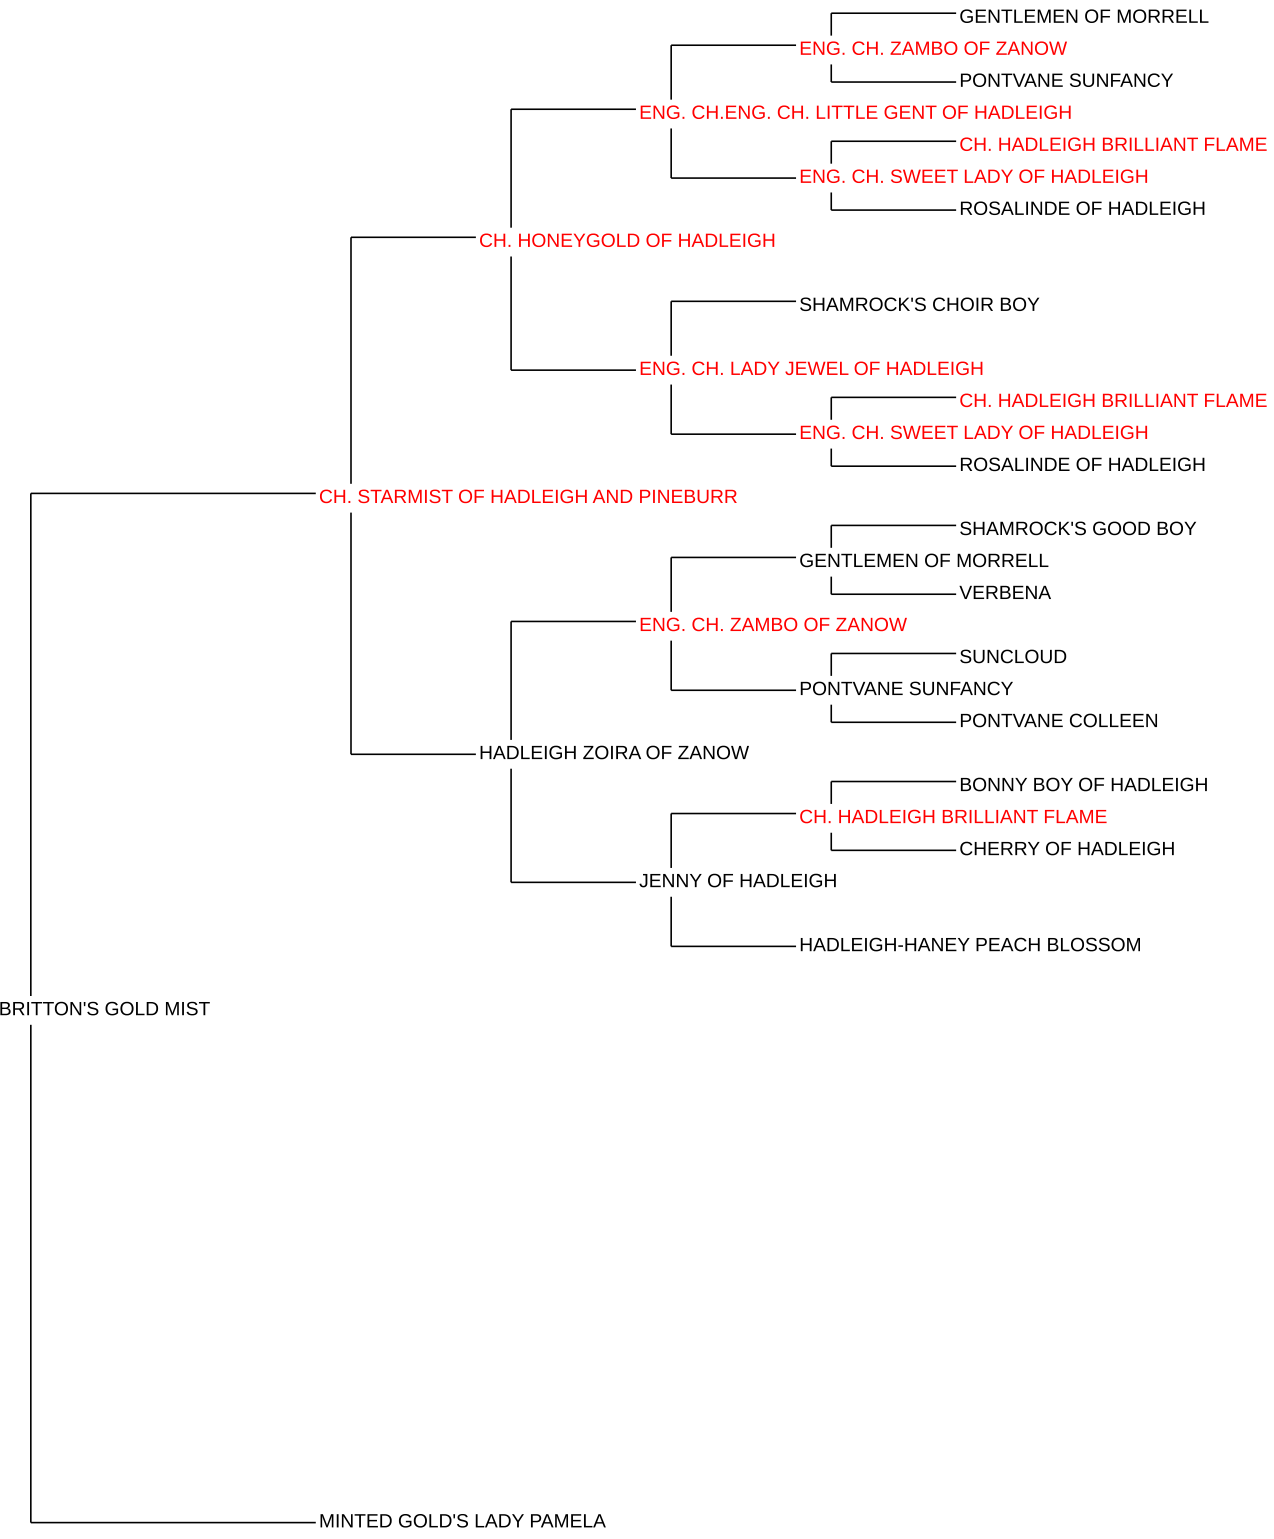 GENTLEMEN OF MORRELL
ENG. CH. ZAMBO OF ZANOW
PONTVANE SUNFANCY
ENG. CH.ENG. CH. LITTLE GENT OF HADLEIGH
CH. HADLEIGH BRILLIANT FLAME
ENG. CH. SWEET LADY OF HADLEIGH
ROSALINDE OF HADLEIGH
CH. HONEYGOLD OF HADLEIGH
SHAMROCK'S CHOIR BOY
ENG. CH. LADY JEWEL OF HADLEIGH
CH. HADLEIGH BRILLIANT FLAME
ENG. CH. SWEET LADY OF HADLEIGH
ROSALINDE OF HADLEIGH
CH. STARMIST OF HADLEIGH AND PINEBURR
SHAMROCK'S GOOD BOY
GENTLEMEN OF MORRELL
VERBENA
ENG. CH. ZAMBO OF ZANOW
SUNCLOUD
PONTVANE SUNFANCY
PONTVANE COLLEEN
HADLEIGH ZOIRA OF ZANOW
BONNY BOY OF HADLEIGH
CH. HADLEIGH BRILLIANT FLAME
CHERRY OF HADLEIGH
JENNY OF HADLEIGH
HADLEIGH-HANEY PEACH BLOSSOM
BRITTON'S GOLD MIST
MINTED GOLD'S LADY PAMELA